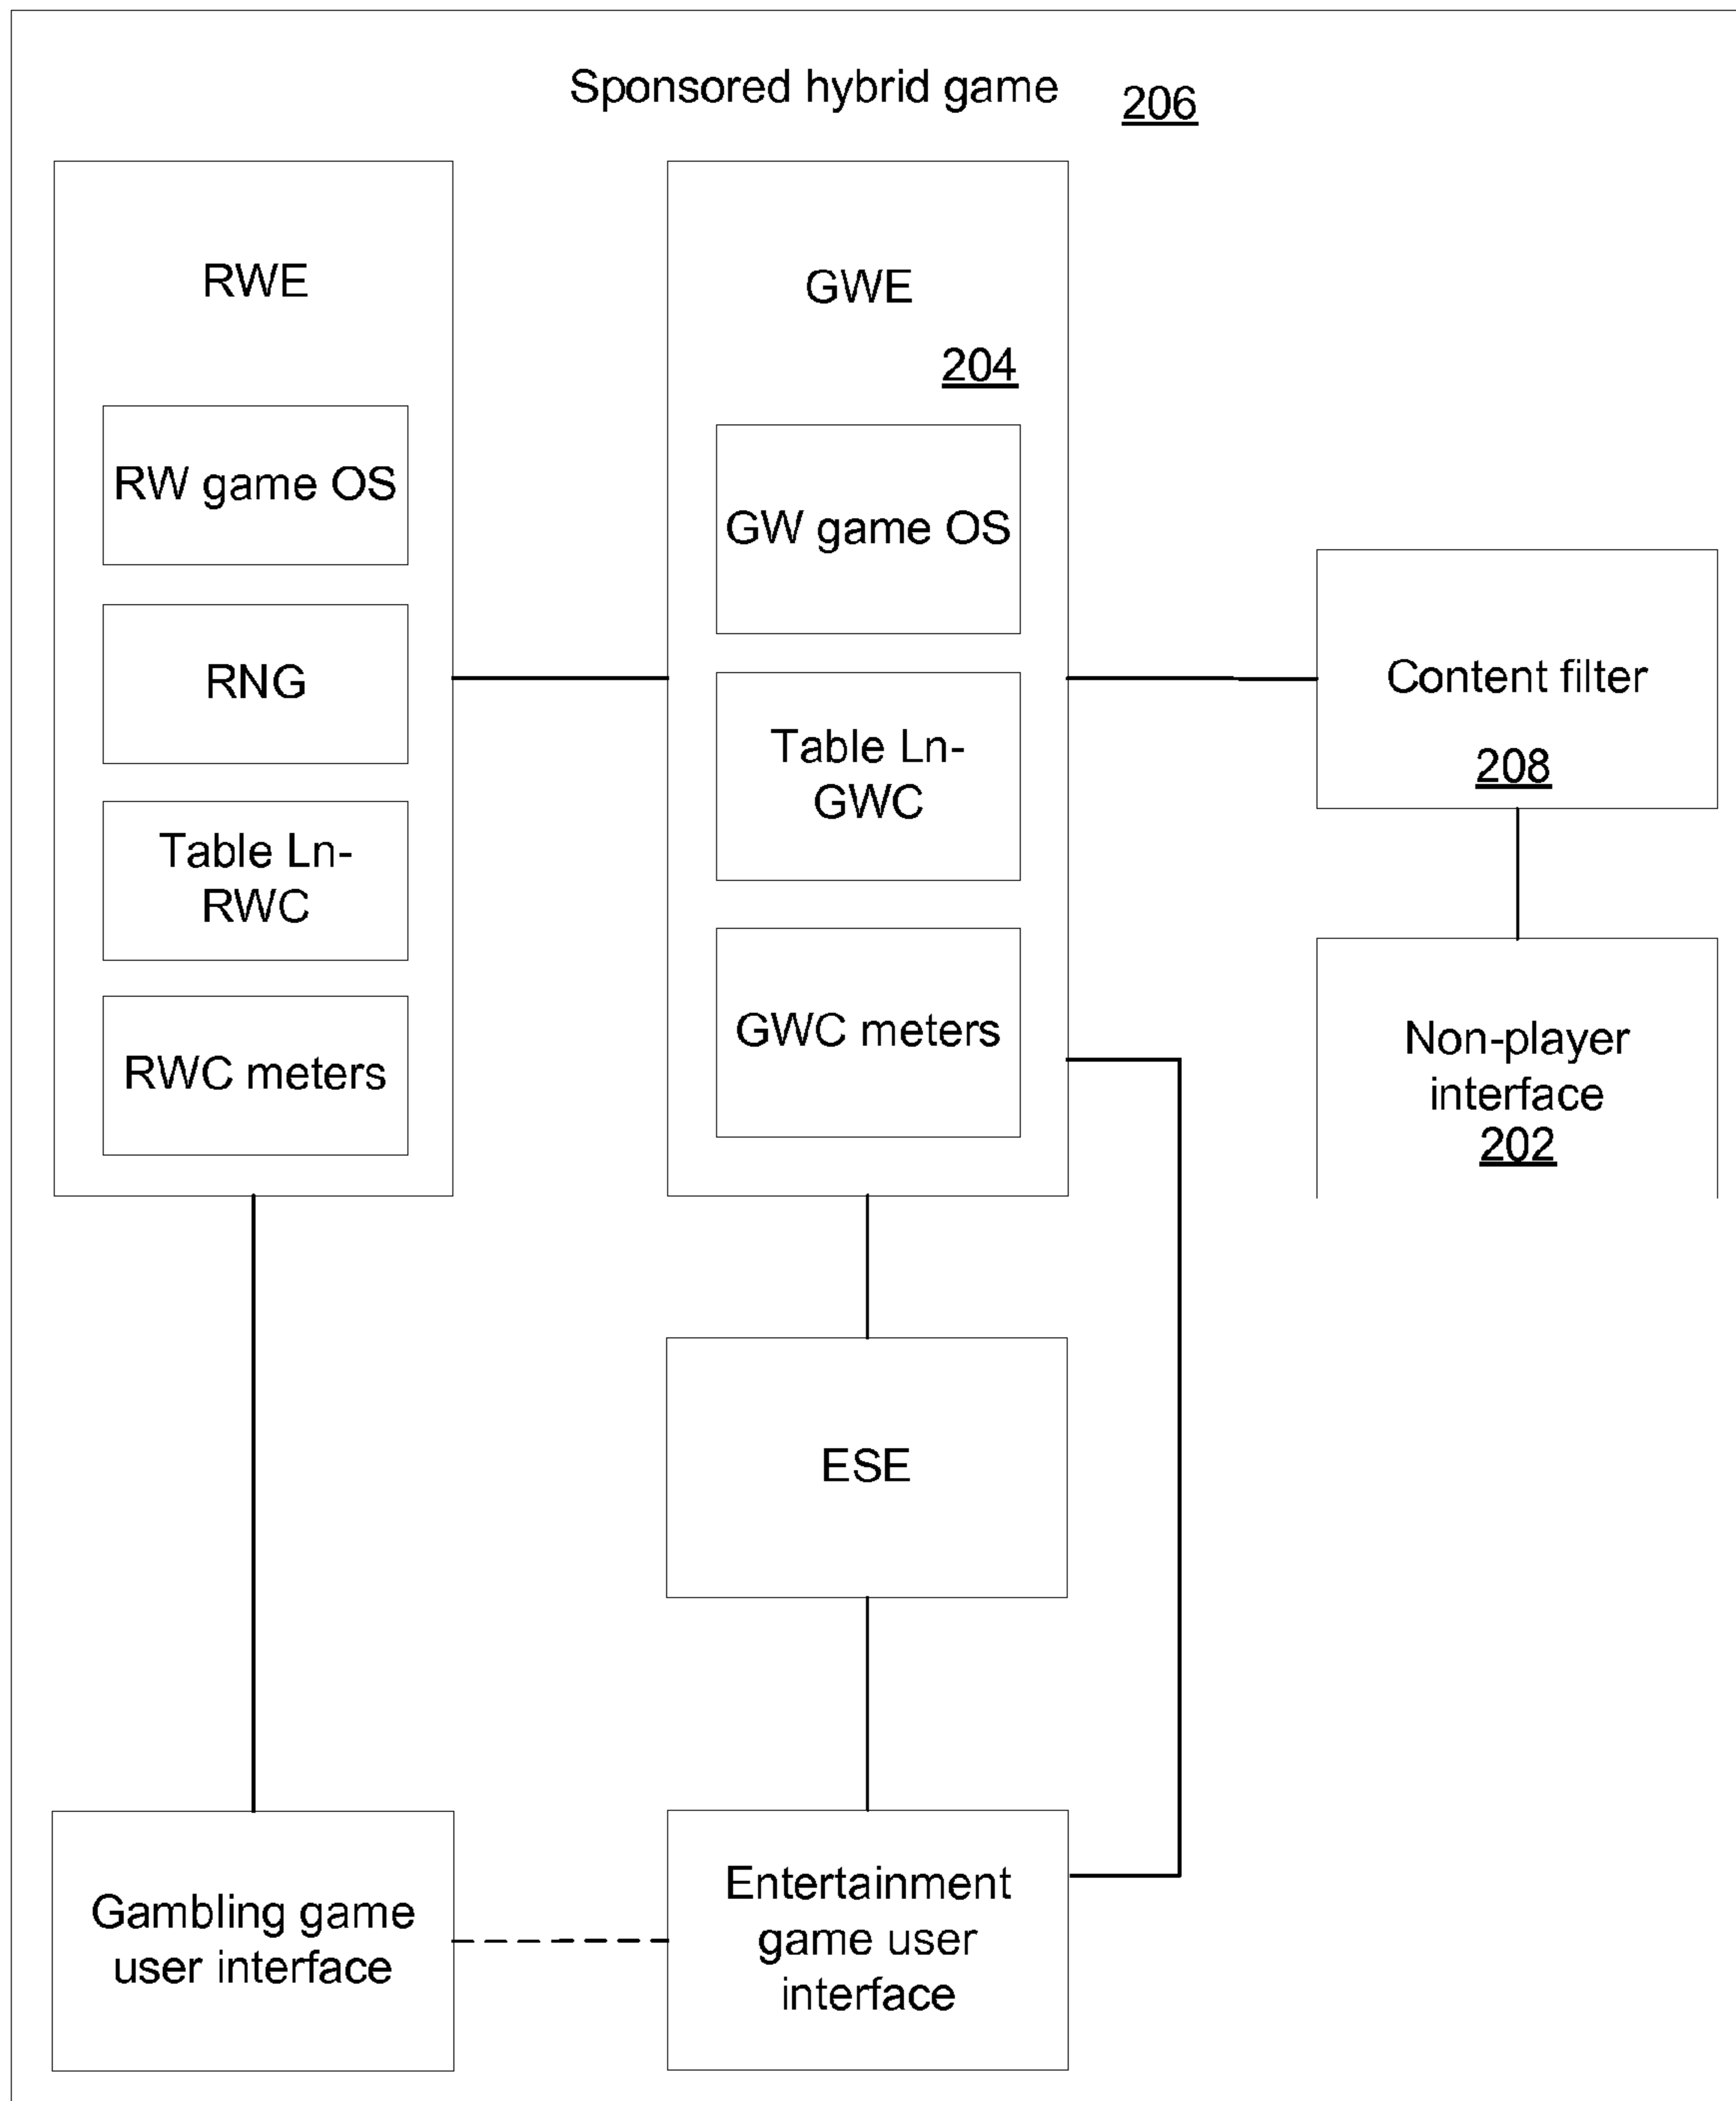 Sponsored hybrid game
206
RWE
RW game OS
RNG
Table Ln-
RWC
RWC meters
GWE
204
GW game OS
Table Ln-
GWC
GWC meters
Content filter
208
Non-player
interface
202
ESE
Gambling game
user interface
Entertainment
game user
interface